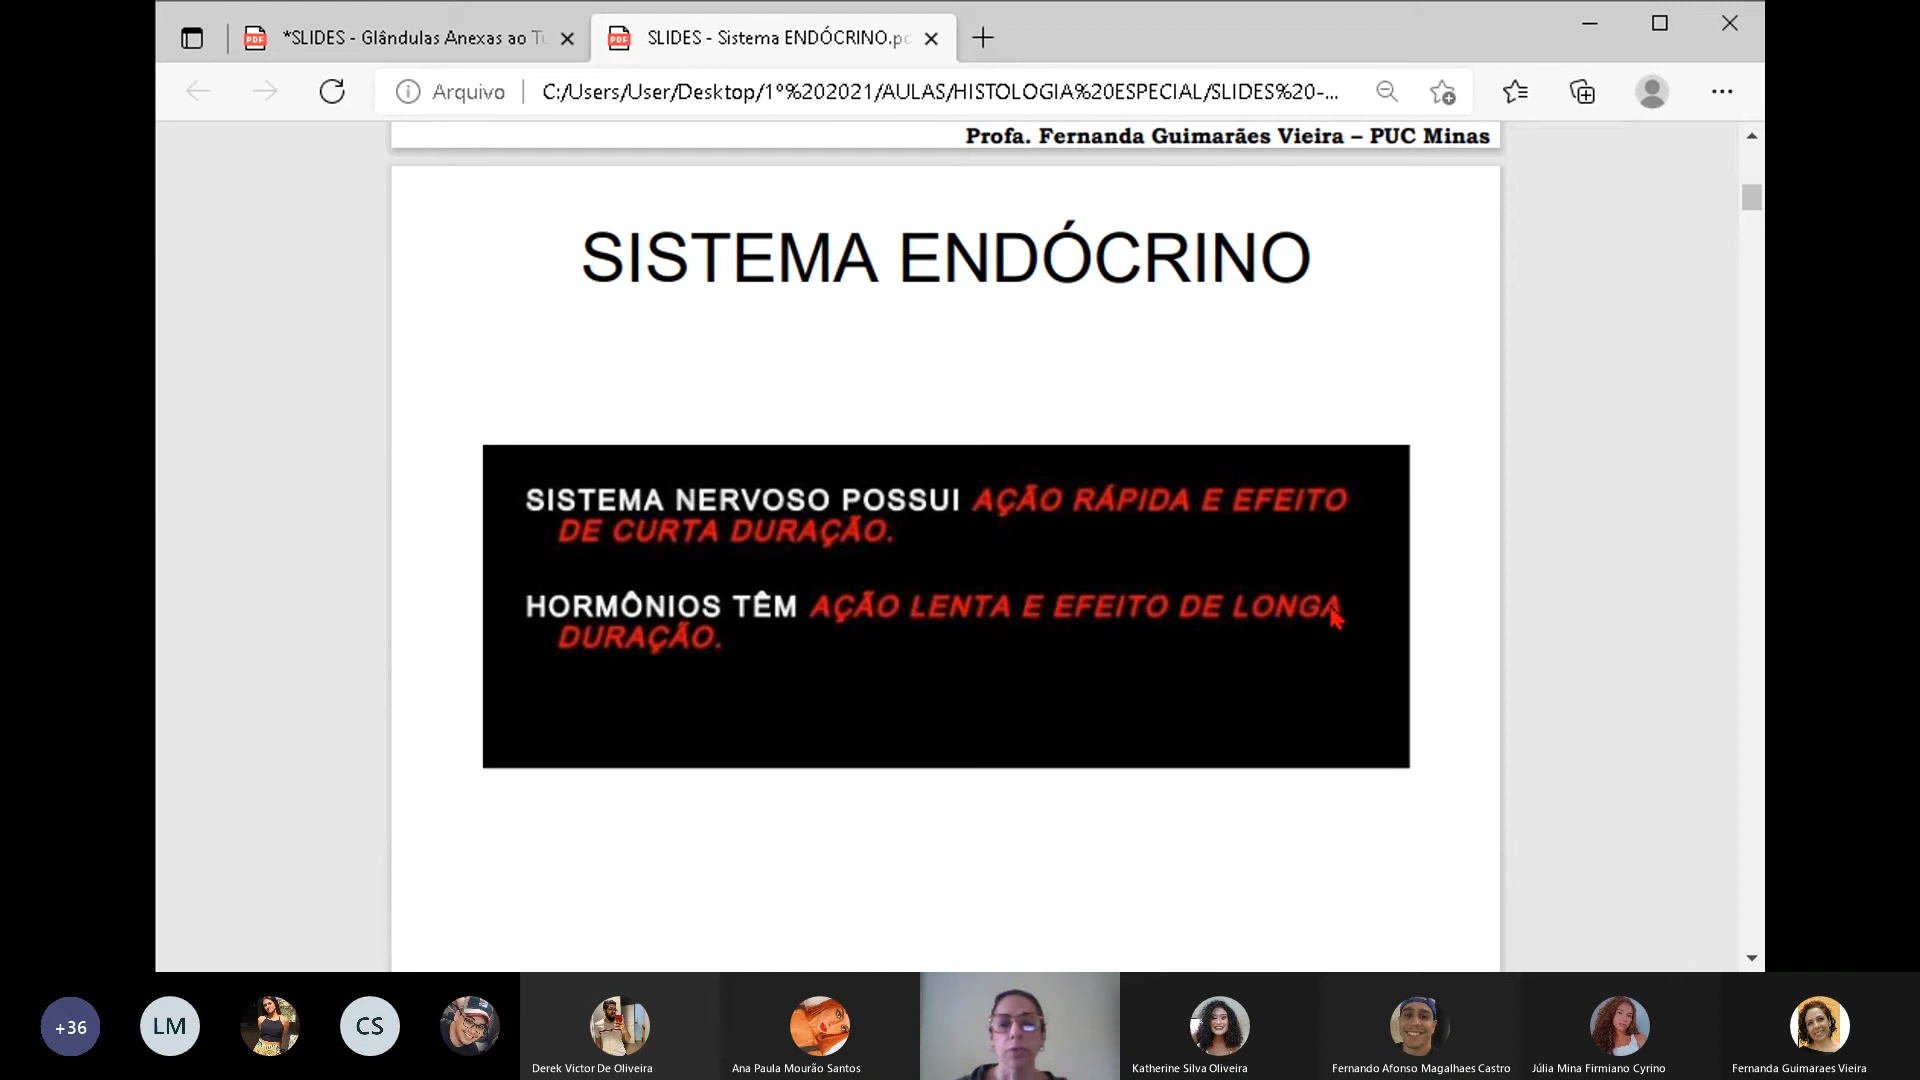 *SLIDES - Glândulas Anexas ao T
SLIDES - Sistema ENDÓCRINO.pd
Arquivo
C:/Users/User/Desktop/1º%202021/AULAS/HISTOLOGIA%20ESPECIAL/SLIDES%20-...
Profa. Fernanda Guimarães Vieira – PUC Minas
SISTEMA ENDÓCRINO
SISTEMA NERVOSO POSSUI AÇÃO RÁPIDA E EFEITO
DE CURTA DURAÇÃO.
HORMÔNIOS TÊM AÇÃO LENTA E EFEITO DE LONGA
DURAÇÃO.
+36
LM
CS
Derek Victor De Oliveira
Ana Paula Mourão Santos
Katherine Silva Oliveira
Fernando Afonso Magalhaes Castro
Júlia Mina Firmiano Cyrino
Fernanda Guimaraes Vieira